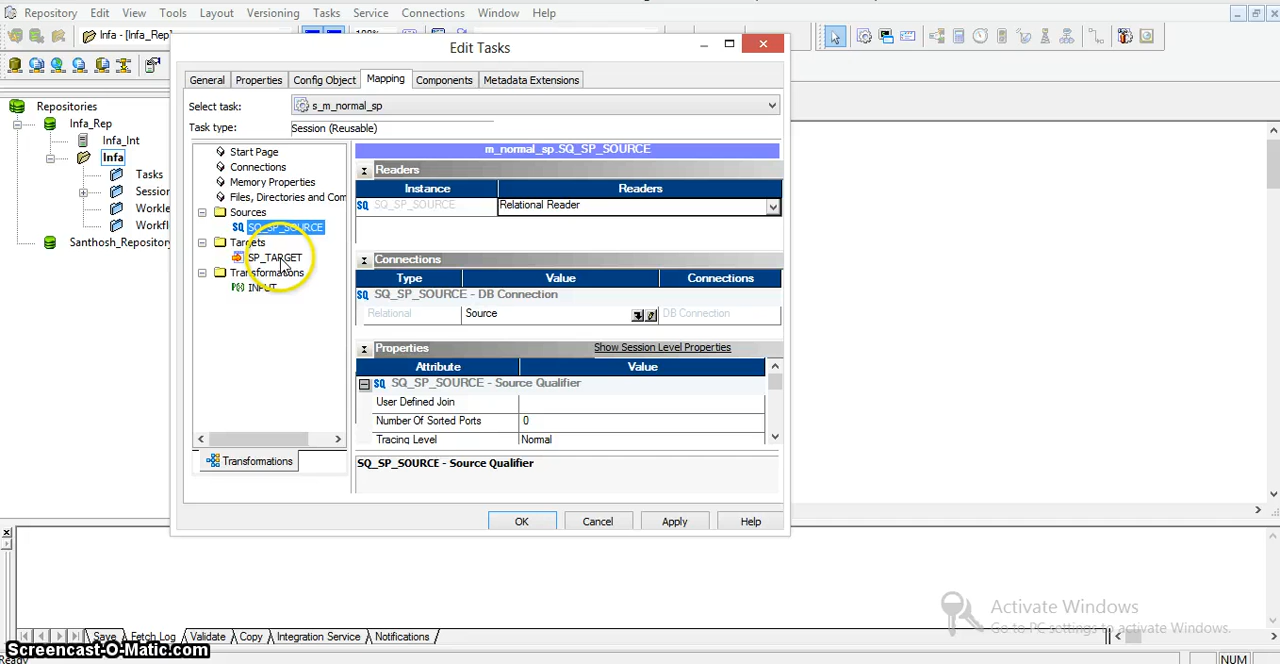 Repository Edit View Tools Layout Versioning Tasks Service Connections Window Help
Infa - [Infa_Rep]
Edit Tasks
General Properties Config Object Mapping Components Metadata Extensions
Select task: s_m_normal_sp
Task type: Session (Reusable)
Repositories
Infa_Rep
Infa_Int
Infa
Tasks
Session
Workle
Workfl
Santhosh_Repository
Start Page
Connections
Memory Properties
Files, Directories and Com
Sources
SQ_SP_SOURCE
Targets
SP_TARGET
Transformations
INPUT
Transformations
m_normal_sp.SQ_SP_SOURCE
Readers
Instance Readers
SQ_SP_SOURCE Relational Reader
Connections
Type Value Connections
SQ_SP_SOURCE - DB Connection
Relational Source DB Connection
Properties Show Session Level Properties
Attribute Value
SQ_SP_SOURCE - Source Qualifier
User Defined Join
Number Of Sorted Ports 0
Tracing Level Normal
SQ_SP_SOURCE - Source Qualifier
OK Cancel Apply Help
Activate Windows
Go to PC settings to activate Windows.
Save Fetch Log Validate Copy Integration Service Notifications
Screencast-O-Matic.com
Ready
NUM